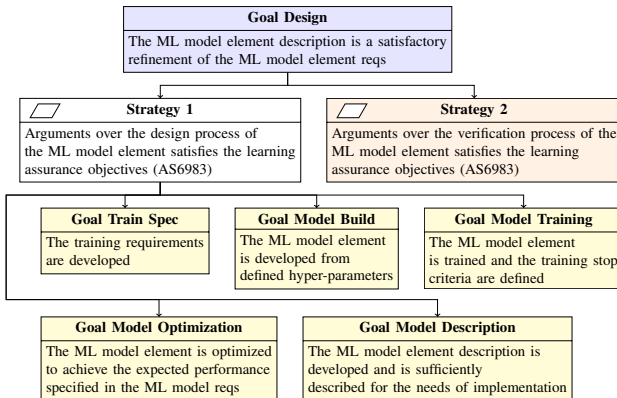 Goal Design
The ML model element description is a satisfactory
refinement of the ML model element reqs
Strategy 1
Arguments over the design process of
the ML model element satisfies the learning
assurance objectives (AS6983)
Strategy 2
Arguments over the verification process of the
ML model element satisfies the learning
assurance objectives (AS6983)
Goal Train Spec
The training requirements
are developed
Goal Model Build
The ML model element
is developed from
defined hyper-parameters
Goal Model Training
The ML model element
is trained and the training stop
criteria are defined
Goal Model Optimization
The ML model element is optimized
to achieve the expected performance
specified in the ML model reqs
Goal Model Description
The ML model element description is
developed and is sufficiently
described for the needs of implementation